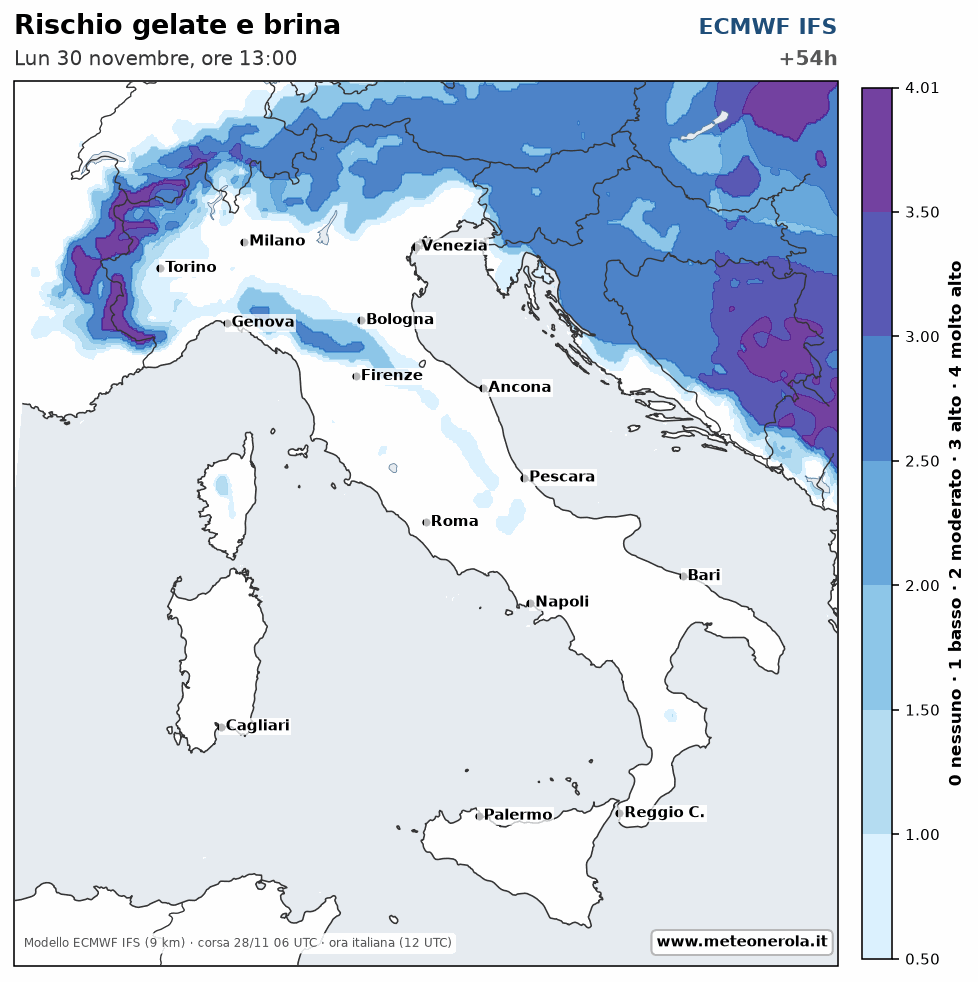 Rischio gelate e brina
ECMWF IFS
Lun 30 novembre, ore 13:00
+54h
4.01
3.50
3.00
2.50
2.00
1.50
1.00
0.50
0 nessuno · 1 basso · 2 moderato · 3 alto · 4 molto alto
Milano
Venezia
Torino
Genova
Bologna
Firenze
Ancona
Pescara
Roma
Bari
Napoli
Cagliari
Palermo
Reggio C.
Modello ECMWF IFS (9 km) · corsa 28/11 06 UTC · ora italiana (12 UTC)
www.meteonerola.it